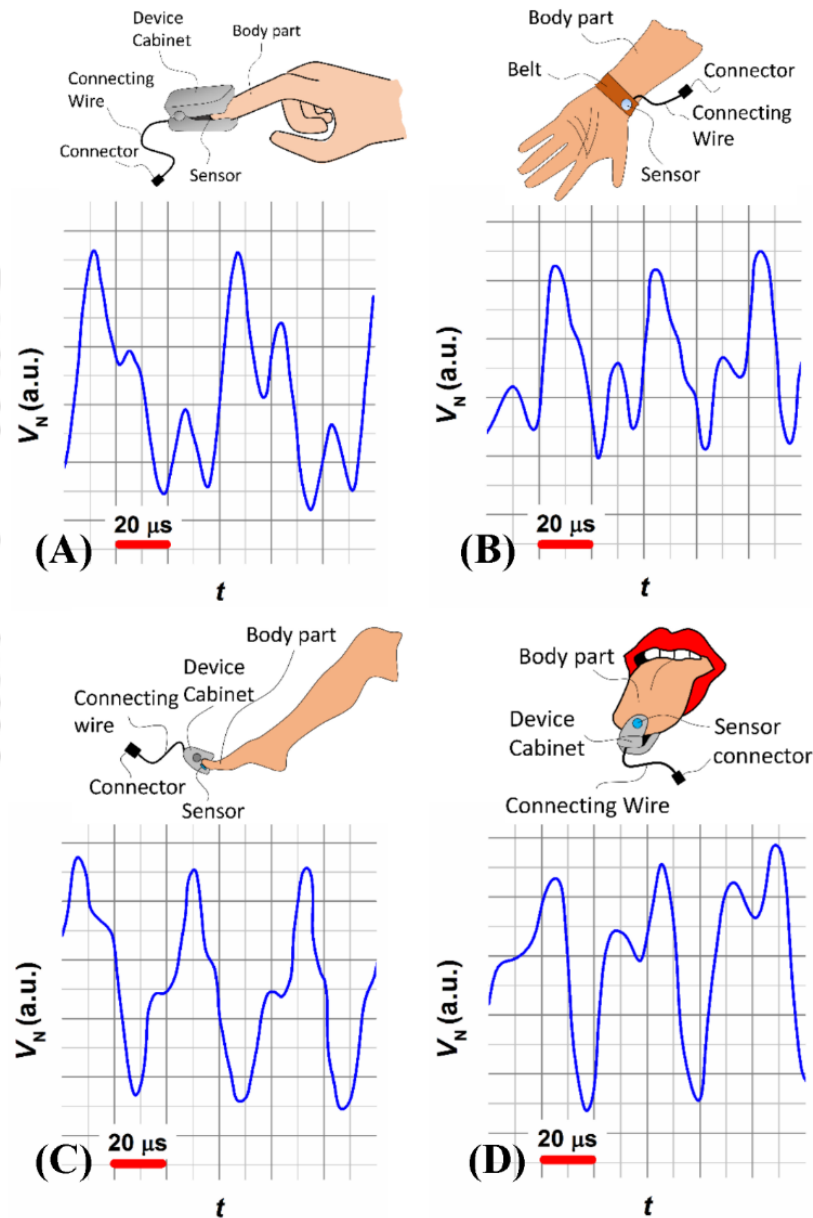 Device
Cabinet
Body part
Connecting
Wire
Connector
Sensor
V_N (a.u.)
20 μs
(A)
t
Body part
Belt
Connector
Connecting
Wire
Sensor
V_N (a.u.)
20 μs
(B)
t
Body part
Device
Cabinet
Connecting
wire
Connector
Sensor
V_N (a.u.)
20 μs
(C)
t
Body part
Device
Cabinet
Sensor
connector
Connecting Wire
V_N (a.u.)
20 μs
(D)
t